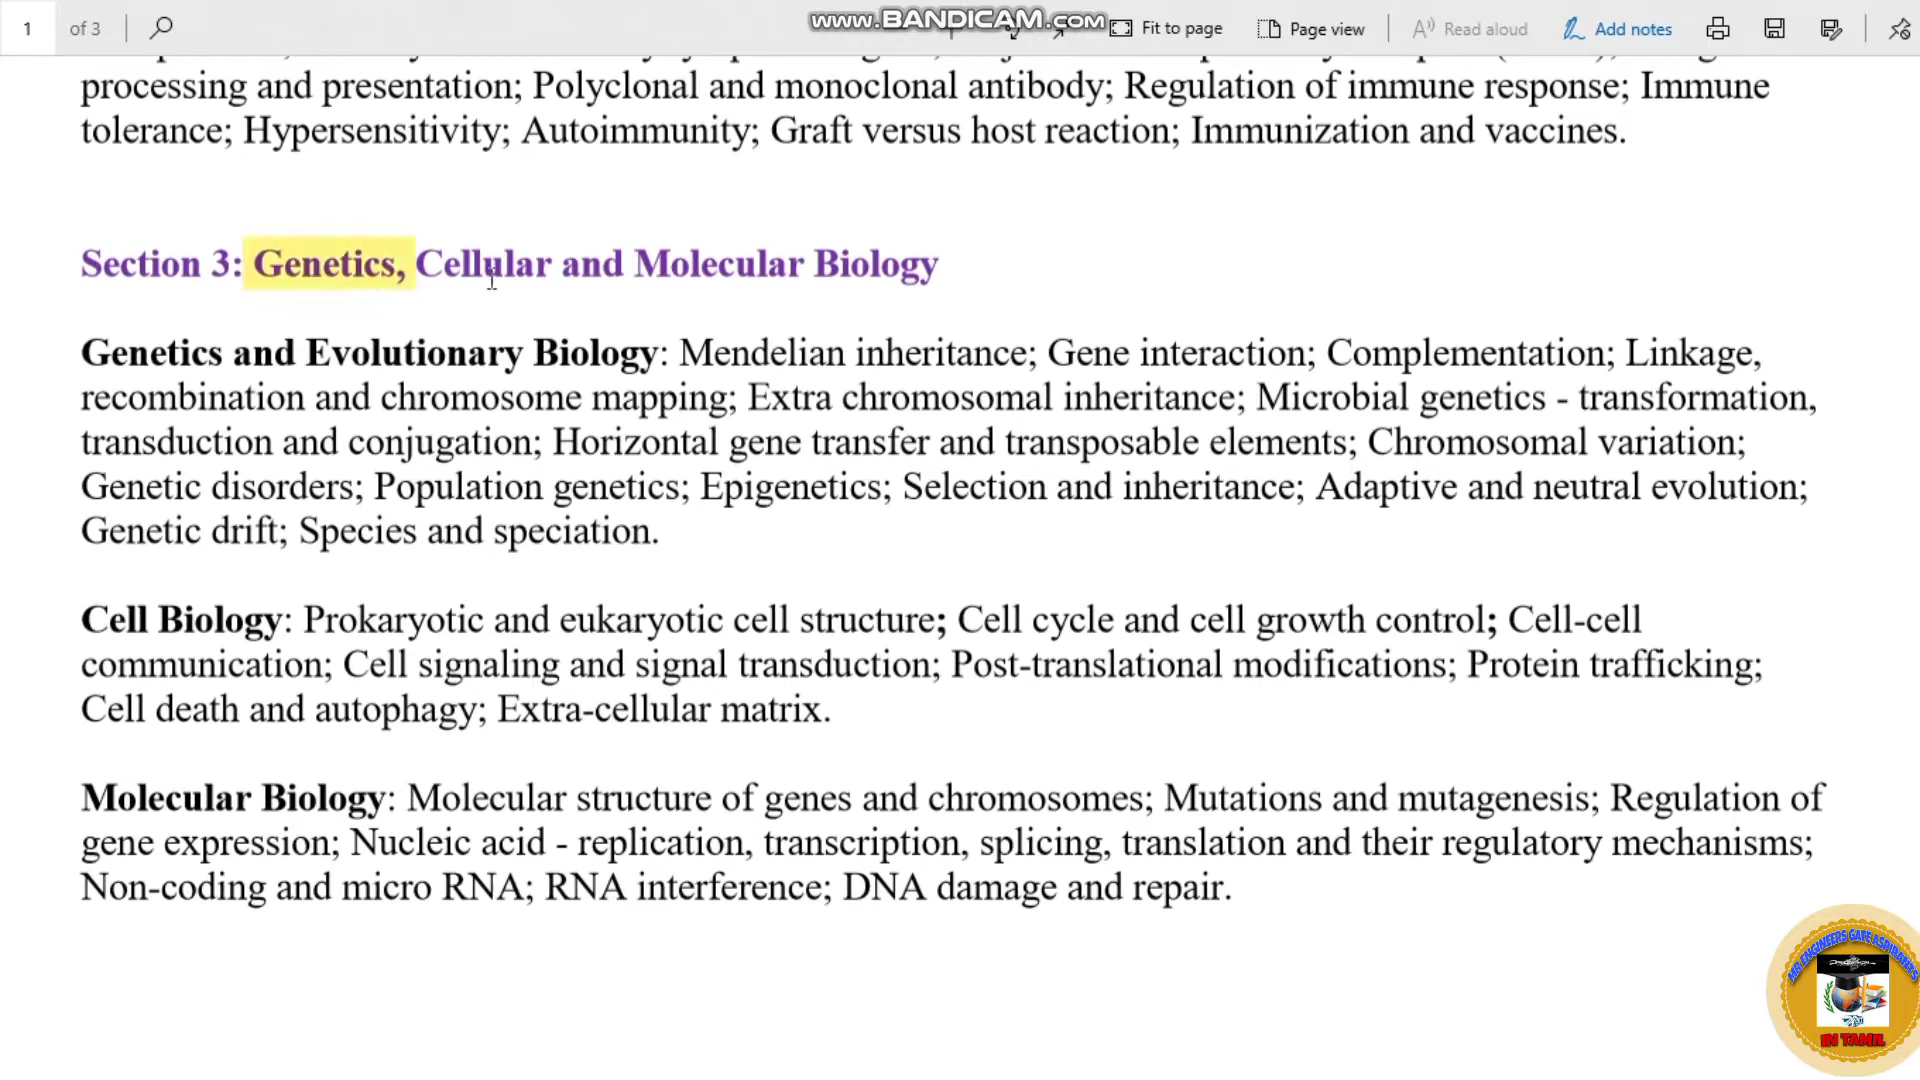 1 of 3 www.BANDICAM.com Fit to page Page view Read aloud Add notes
processing and presentation; Polyclonal and monoclonal antibody; Regulation of immune response; Immune
tolerance; Hypersensitivity; Autoimmunity; Graft versus host reaction; Immunization and vaccines.
Section 3: Genetics, Cellular and Molecular Biology
Genetics and Evolutionary Biology: Mendelian inheritance; Gene interaction; Complementation; Linkage,
recombination and chromosome mapping; Extra chromosomal inheritance; Microbial genetics - transformation,
transduction and conjugation; Horizontal gene transfer and transposable elements; Chromosomal variation;
Genetic disorders; Population genetics; Epigenetics; Selection and inheritance; Adaptive and neutral evolution;
Genetic drift; Species and speciation.
Cell Biology: Prokaryotic and eukaryotic cell structure; Cell cycle and cell growth control; Cell-cell
communication; Cell signaling and signal transduction; Post-translational modifications; Protein trafficking;
Cell death and autophagy; Extra-cellular matrix.
Molecular Biology: Molecular structure of genes and chromosomes; Mutations and mutagenesis; Regulation of
gene expression; Nucleic acid - replication, transcription, splicing, translation and their regulatory mechanisms;
Non-coding and micro RNA; RNA interference; DNA damage and repair.
MB ENGINEERS GATE ASPIRANTS
IN TAMIL